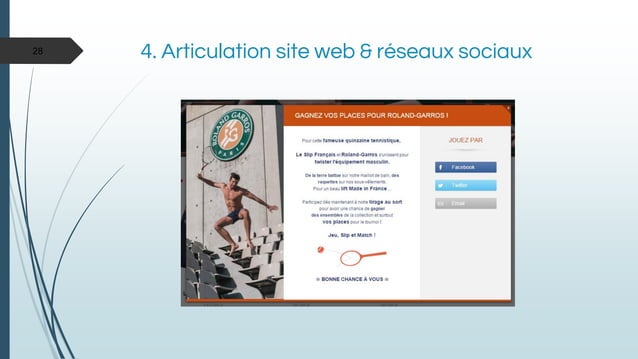 28
4. Articulation site web & réseaux sociaux
ROLAND GARROS
PARIS
GAGNEZ VOS PLACES POUR ROLAND-GARROS !
Pour cette fameuse quinzaine tennistique,
Le Slip Français et Roland-Garros s'unissent pour
twister l'équipement masculin.
De la terre battue sur notre maillot de bain, des
raquettes sur nos sous-vêtements.
Pour un beau lift Made in France...
Participez dès maintenant à notre tirage au sort
pour avoir une chance de gagner
des ensembles de la collection et surtout
vos places pour le tournoi !
Jeu, Slip et Match !
BONNE CHANCE À VOUS
JOUEZ PAR
Facebook
Twitter
Email